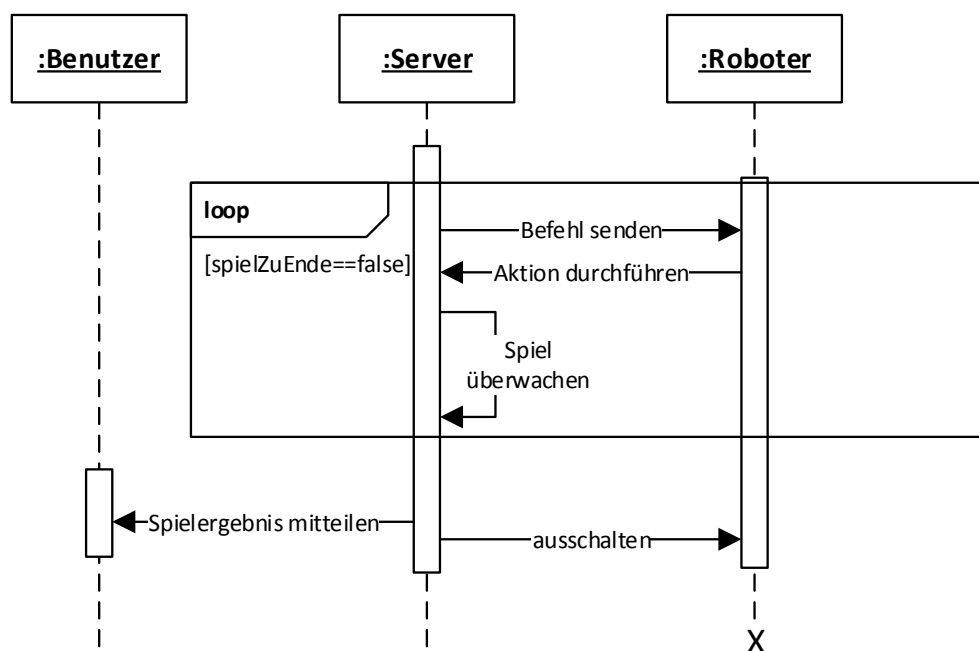 :Benutzer
:Server
:Roboter
loop
[spielZuEnde==false]
Befehl senden
Aktion durchführen
Spiel
überwachen
Spielergebnis mitteilen
ausschalten
X